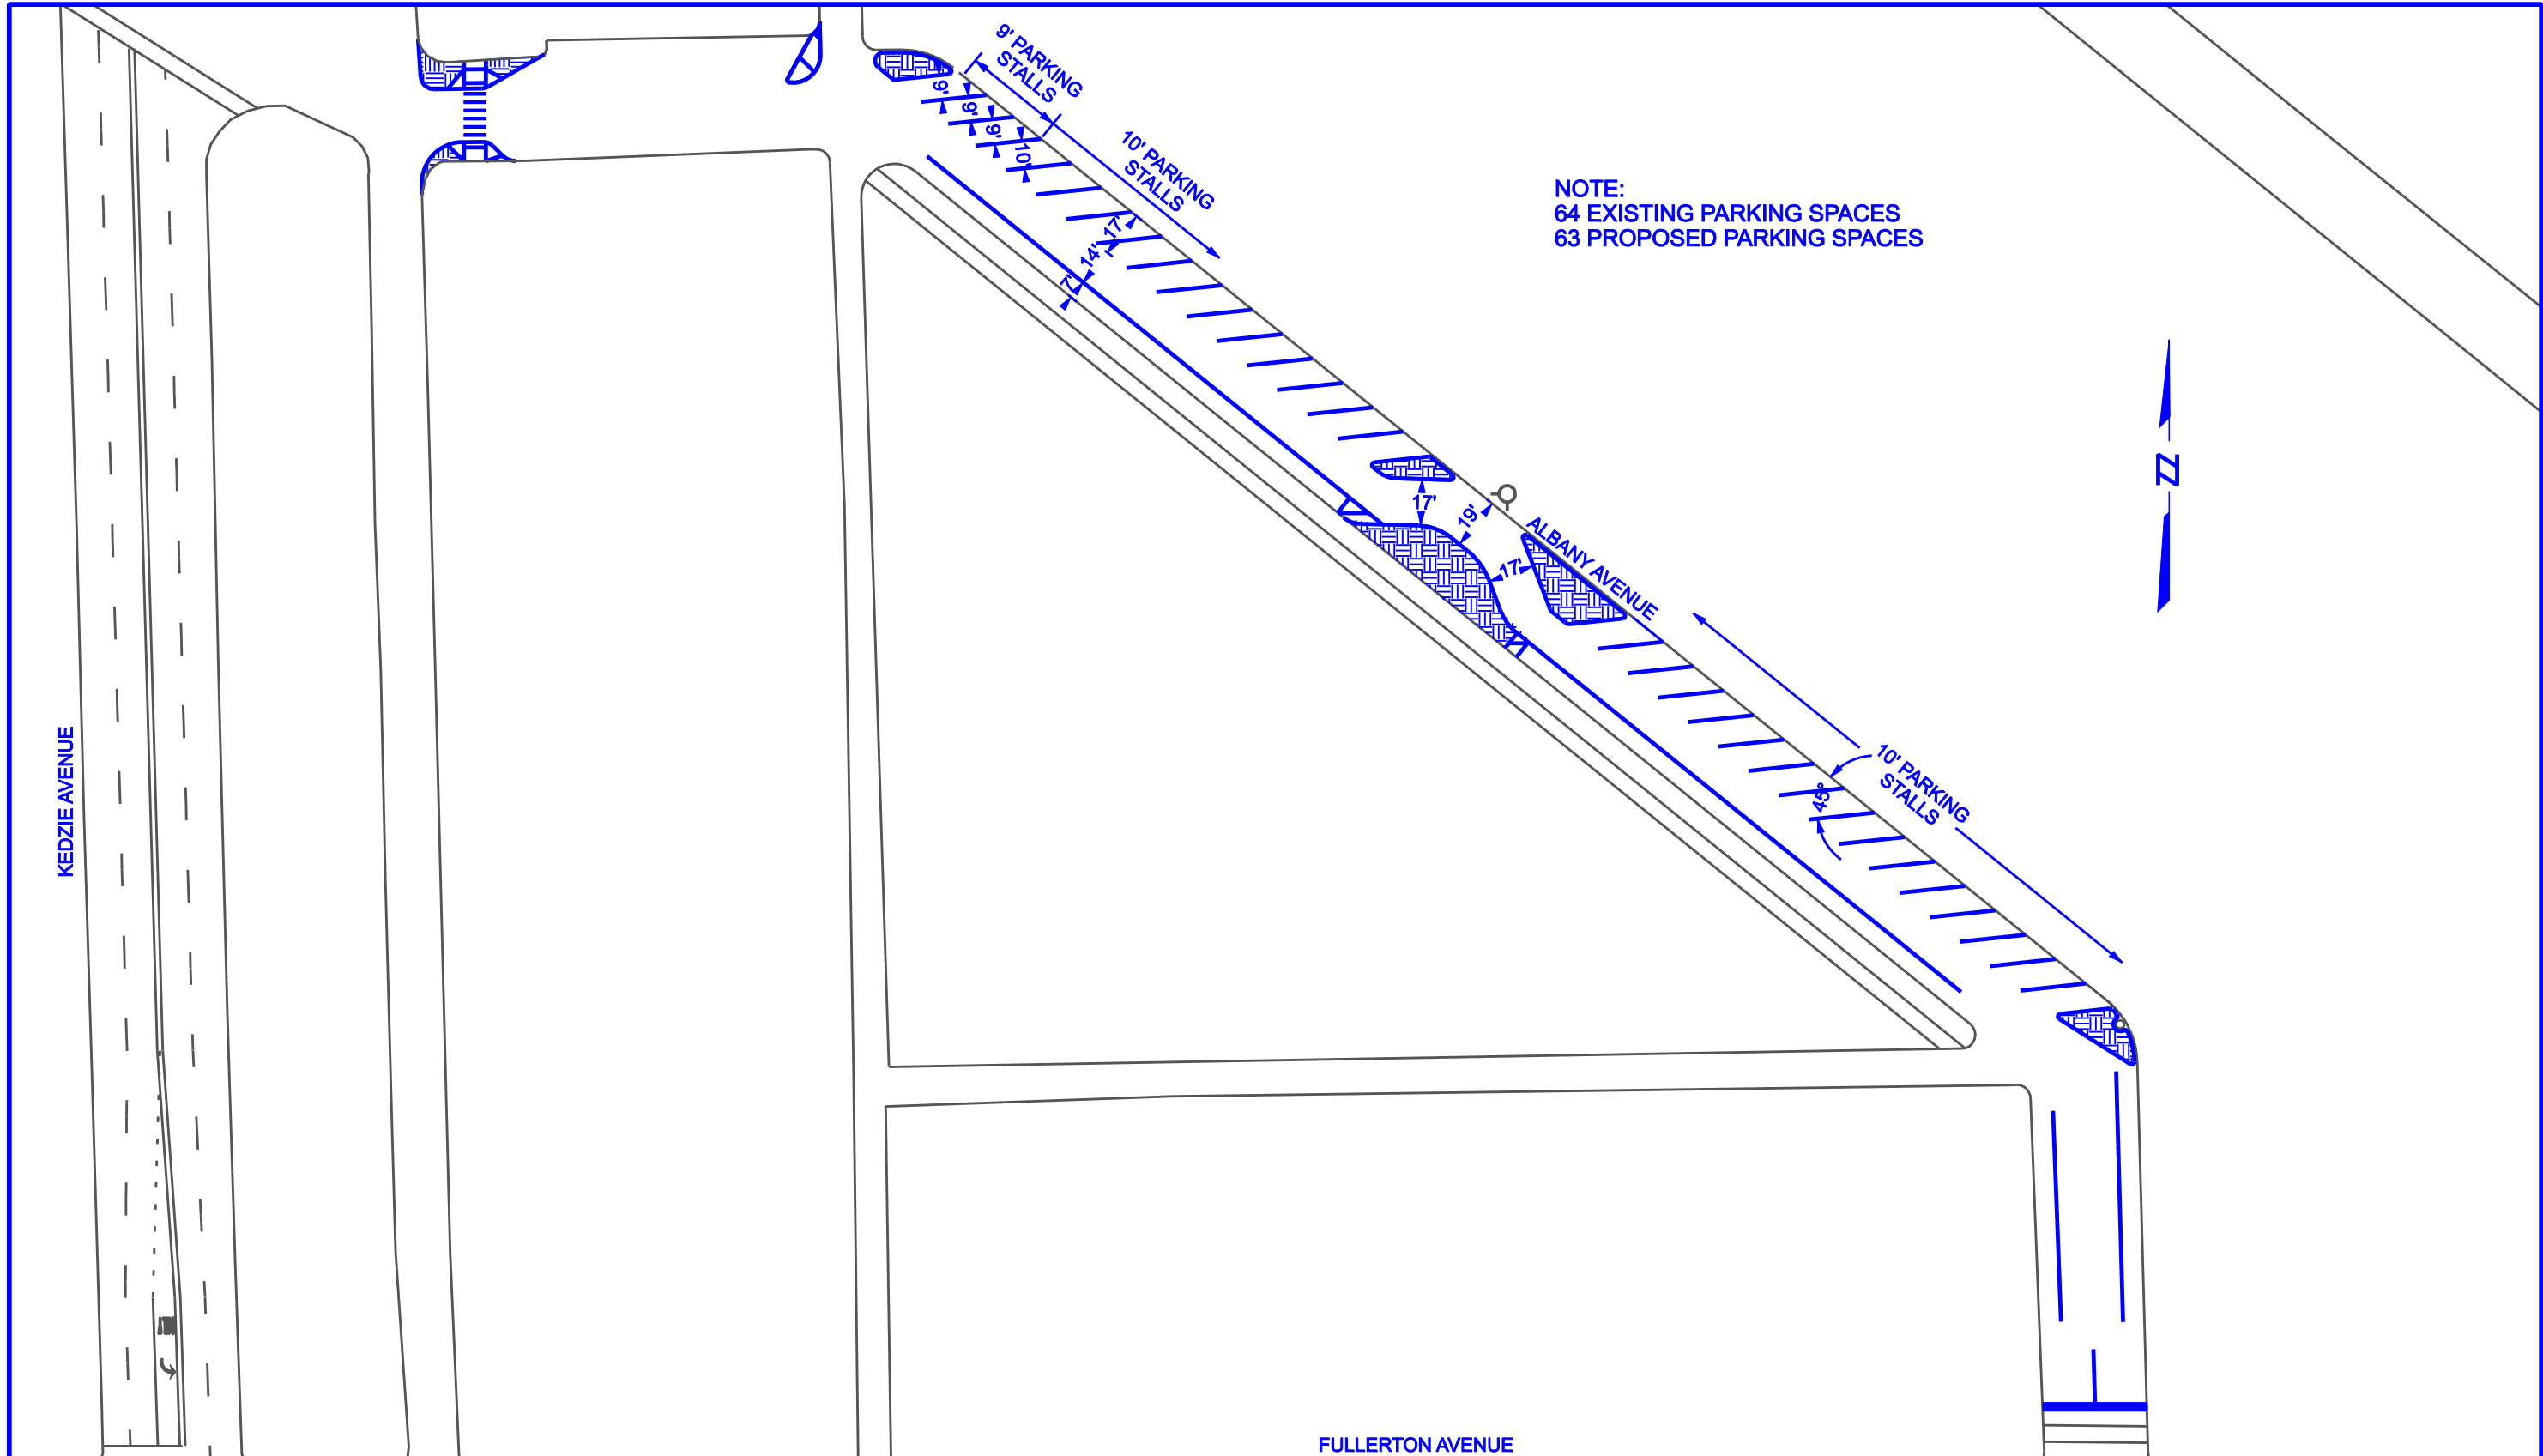 9' PARKING
STALLS
9'
9'
9'
10'
10' PARKING
STALLS
NOTE:
64 EXISTING PARKING SPACES
63 PROPOSED PARKING SPACES
17'
14'
7'
N
17'
19'
17'
ALBANY AVENUE
10' PARKING
STALLS
45°
KEDZIE AVENUE
ONLY
FULLERTON AVENUE